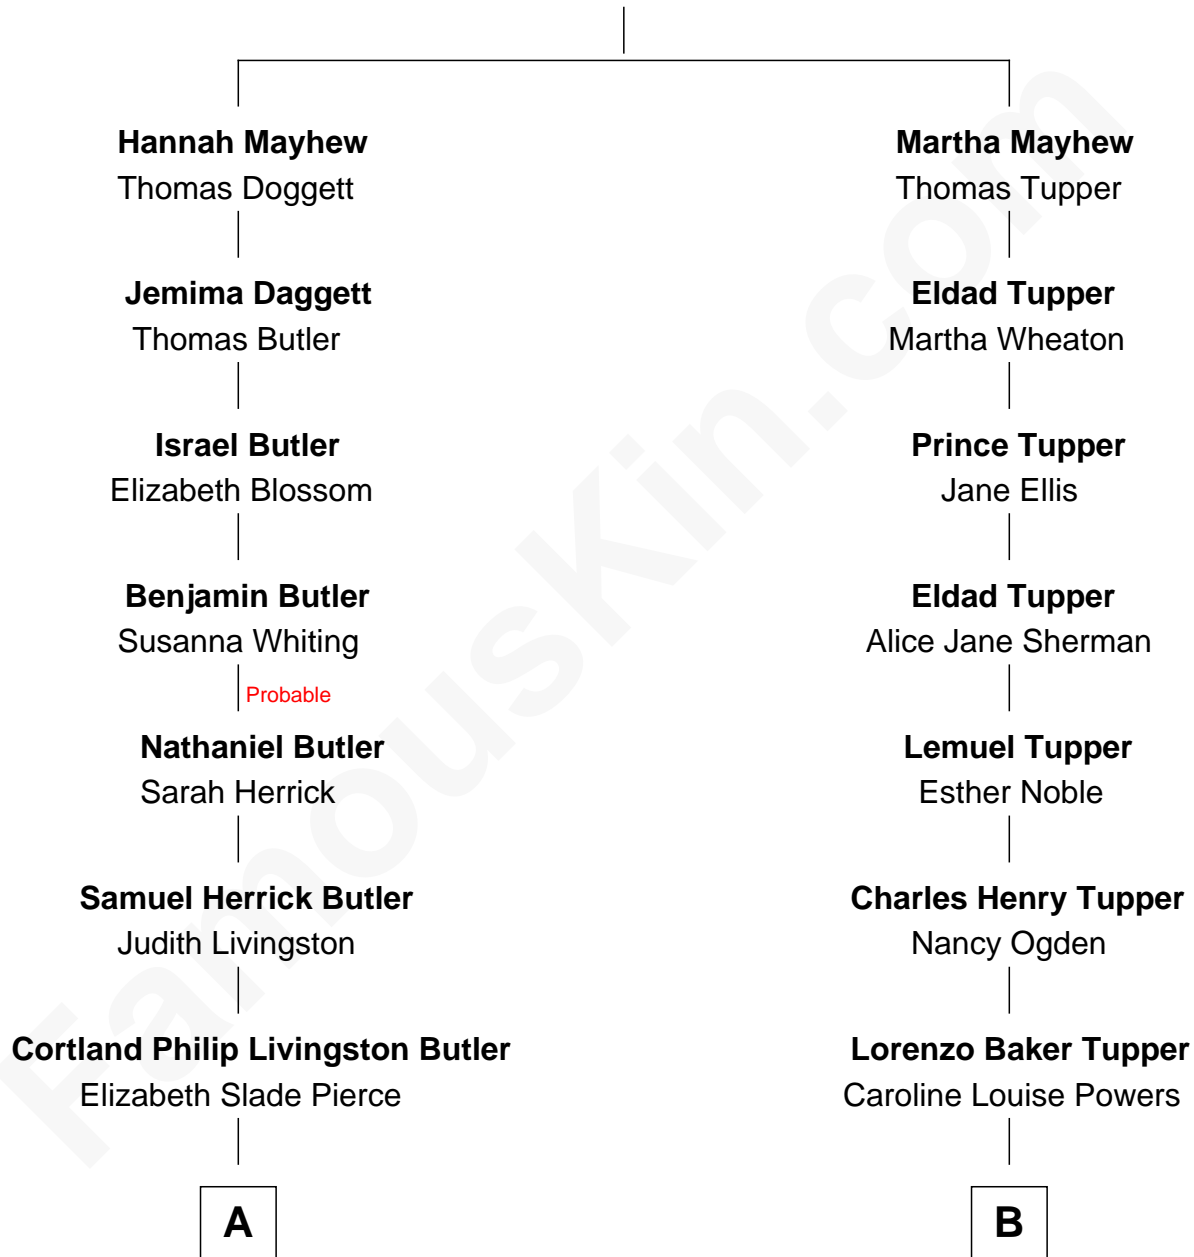 Hannah Mayhew
Thomas Doggett
Jemima Daggett
Thomas Butler
Israel Butler
Elizabeth Blossom
Benjamin Butler
Susanna Whiting
Probable
Nathaniel Butler
Sarah Herrick
Samuel Herrick Butler
Judith Livingston
Cortland Philip Livingston Butler
Elizabeth Slade Pierce
A
Martha Mayhew
Thomas Tupper
Eldad Tupper
Martha Wheaton
Prince Tupper
Jane Ellis
Eldad Tupper
Alice Jane Sherman
Lemuel Tupper
Esther Noble
Charles Henry Tupper
Nancy Ogden
Lorenzo Baker Tupper
Caroline Louise Powers
B
FamousKin.com